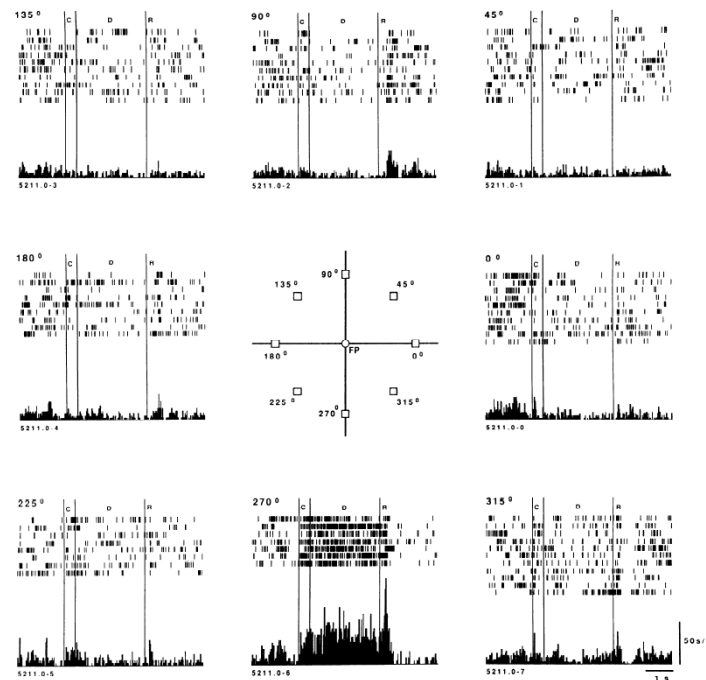 135°
C D R
5211.0-3
90°
C D R
5211.0-2
45°
C D R
5211.0-1
180°
C D R
5211.0-4
90°
135°
45°
180°
FP
0°
225°
270°
315°
0°
C D R
5211.0-0
225°
C D R
5211.0-5
270°
C D R
5211.0-6
315°
C D R
5211.0-7
50s/
1 s